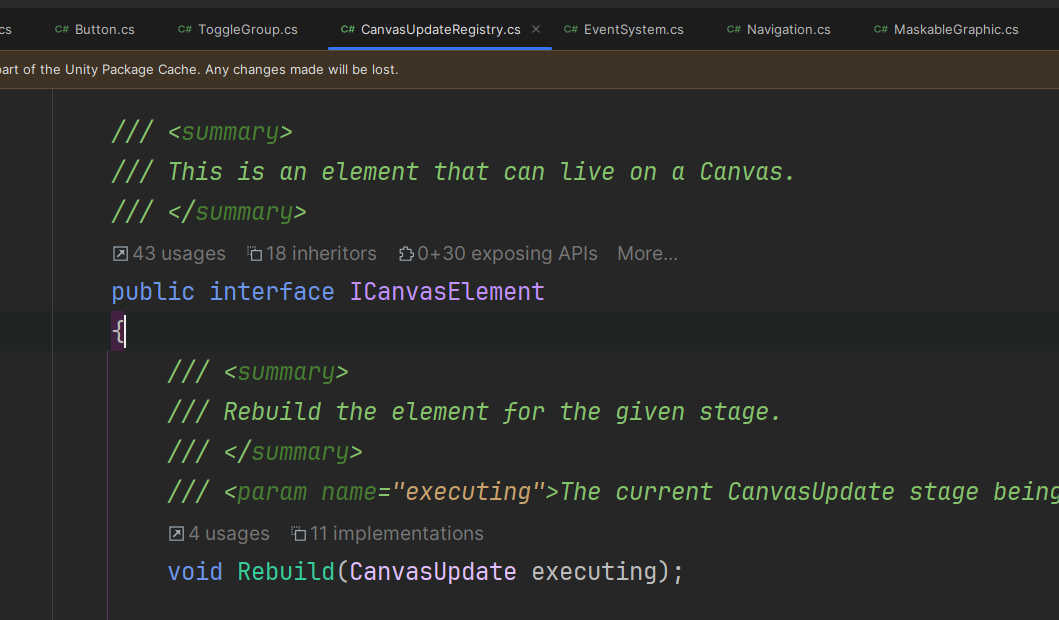 cs
C# Button.cs
C# ToggleGroup.cs
C# CanvasUpdateRegistry.cs
C# EventSystem.cs
C# Navigation.cs
C# MaskableGraphic.cs
part of the Unity Package Cache. Any changes made will be lost.
/// <summary>
/// This is an element that can live on a Canvas.
/// </summary>
43 usages 18 inheritors 0+30 exposing APIs More...
public interface ICanvasElement
{
/// <summary>
/// Rebuild the element for the given stage.
/// </summary>
/// <param name="executing">The current CanvasUpdate stage being
4 usages 11 implementations
void Rebuild(CanvasUpdate executing);